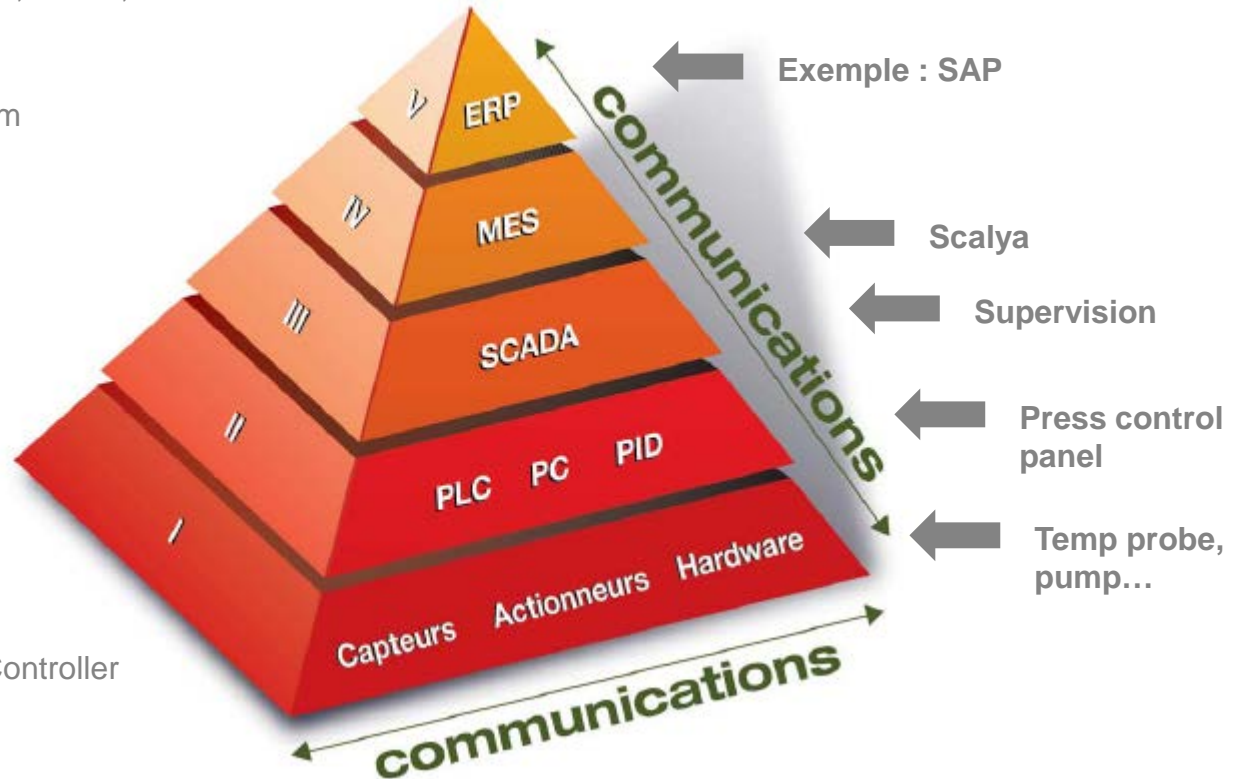 Exemple : SAP
V
ERP
IV
MES
Scalya
III
SCADA
Supervision
II
PLC PC PID
Press control
panel
I
Capteurs Actionneurs Hardware
Temp probe,
pump…
Controller
communications
communications